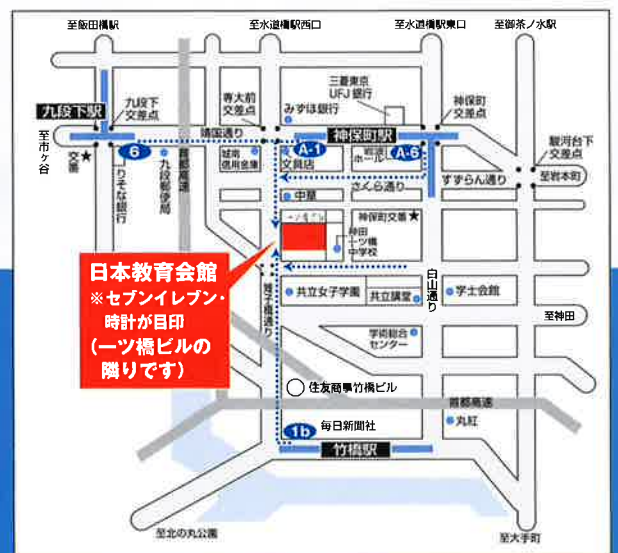 至飯田橋駅
至水道橋駅西口
至水道橋駅東口
至御茶ノ水駅
三菱東京
UFJ 銀行
専大前
交差点
みずほ銀行
神保町
交差点
九段下駅
九段下
交差点
靖国通り
神保町駅
至市ヶ谷
交番★
6
A-1
A-6
城南
信用金庫
文具店
岩波
ホール
駿河台下
交差点
りそな銀行
九段郵便局
首都高速
さくら通り
すずらん通り
至岩本町
中華
神保町交番★
神田
一ツ橋
中学校
日本教育会館
※セブンイレブン・
時計が目印
(一ツ橋ビルの
隣りです)
雉子橋通り
白山通り
共立女子学園
共立講堂
学士会館
至神田
学術総合
センター
住友商事竹橋ビル
首都高速
1b
毎日新聞社
丸紅
竹橋駅
至北の丸公園
至大手町